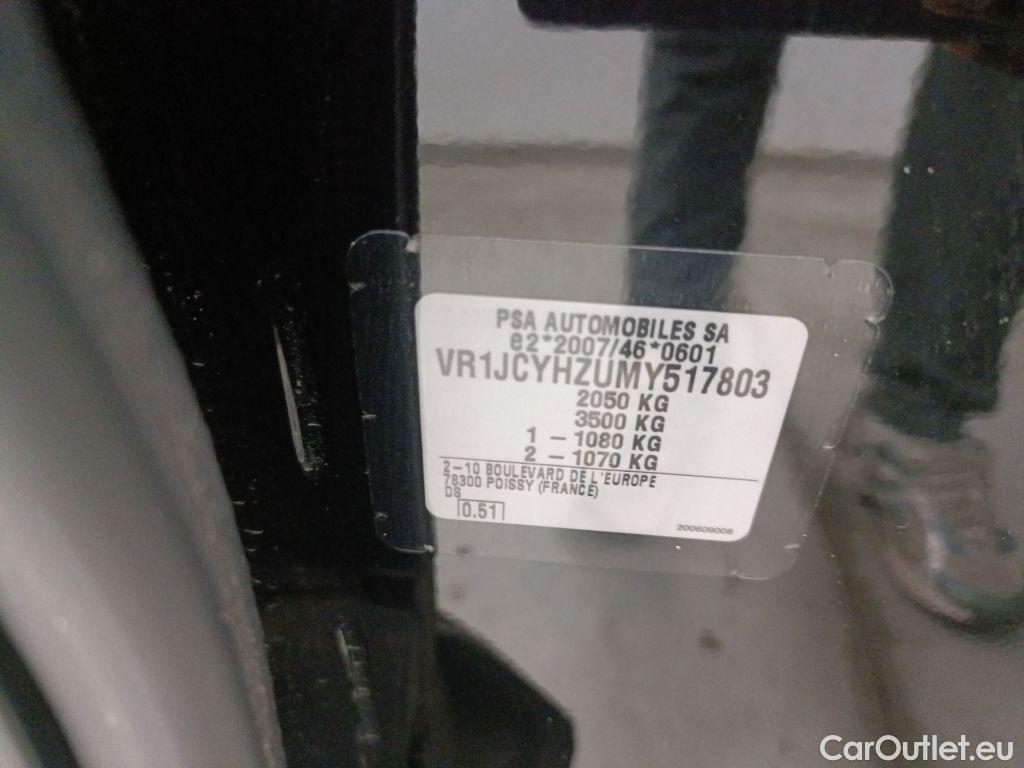 PSA AUTOMOBILES SA
e2*2007/46*0601
VR1JCYHZUMY517803
2050 KG
3500 KG
1 - 1080 KG
2 - 1070 KG
2-10 BOULEVARD DE L'EUROPE
78300 POISSY (FRANCE)
DS
0.51
200609008
CarOutlet.eu